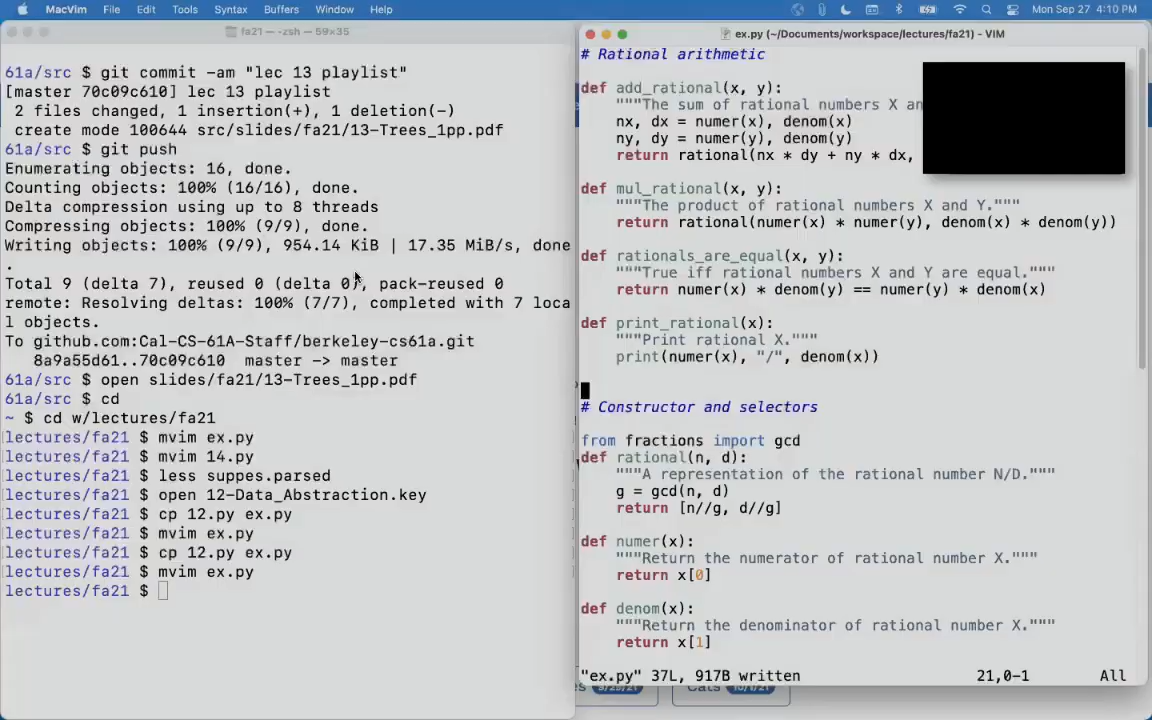 MacVim File Edit Tools Syntax Buffers Window Help Mon Sep 27 4:10 PM
fa21 — -zsh — 59×35
61a/src $ git commit -am "lec 13 playlist"
[master 70c09c610] lec 13 playlist
2 files changed, 1 insertion(+), 1 deletion(-)
create mode 100644 src/slides/fa21/13-Trees_1pp.pdf
61a/src $ git push
Enumerating objects: 16, done.
Counting objects: 100% (16/16), done.
Delta compression using up to 8 threads
Compressing objects: 100% (9/9), done.
Writing objects: 100% (9/9), 954.14 KiB | 17.35 MiB/s, done
.
Total 9 (delta 7), reused 0 (delta 0), pack-reused 0
remote: Resolving deltas: 100% (7/7), completed with 7 loca
l objects.
To github.com:Cal-CS-61A-Staff/berkeley-cs61a.git
8a9a55d61..70c09c610 master -> master
61a/src $ open slides/fa21/13-Trees_1pp.pdf
61a/src $ cd
~ $ cd w/lectures/fa21
lectures/fa21 $ mvim ex.py
lectures/fa21 $ mvim 14.py
lectures/fa21 $ less suppes.parsed
lectures/fa21 $ open 12-Data_Abstraction.key
lectures/fa21 $ cp 12.py ex.py
lectures/fa21 $ mvim ex.py
lectures/fa21 $ cp 12.py ex.py
lectures/fa21 $ mvim ex.py
lectures/fa21 $
ex.py (~/Documents/workspace/lectures/fa21) - VIM
# Rational arithmetic
def add_rational(x, y):
"""The sum of rational numbers X an
nx, dx = numer(x), denom(x)
ny, dy = numer(y), denom(y)
return rational(nx * dy + ny * dx,
def mul_rational(x, y):
"""The product of rational numbers X and Y."""
return rational(numer(x) * numer(y), denom(x) * denom(y))
def rationals_are_equal(x, y):
"""True iff rational numbers X and Y are equal."""
return numer(x) * denom(y) == numer(y) * denom(x)
def print_rational(x):
"""Print rational X."""
print(numer(x), "/", denom(x))
# Constructor and selectors
from fractions import gcd
def rational(n, d):
"""A representation of the rational number N/D."""
g = gcd(n, d)
return [n//g, d//g]
def numer(x):
"""Return the numerator of rational number X."""
return x[0]
def denom(x):
"""Return the denominator of rational number X."""
return x[1]
"ex.py" 37L, 917B written 21,0-1 All
9/29/21 Cats 10/1/21